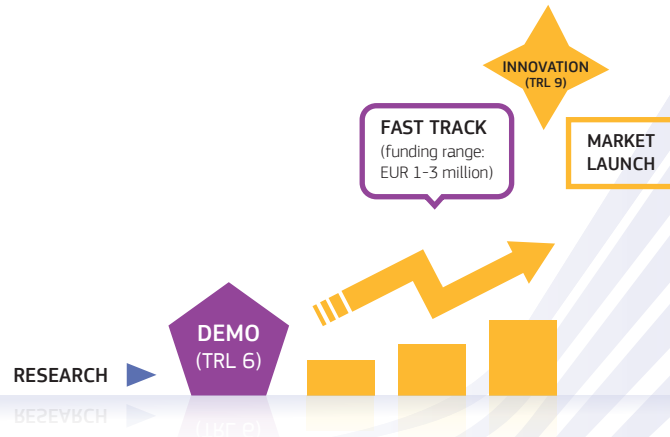 INNOVATION
(TRL 9)
FAST TRACK
(funding range:
EUR 1-3 million)
MARKET
LAUNCH
DEMO
(TRL 6)
RESEARCH